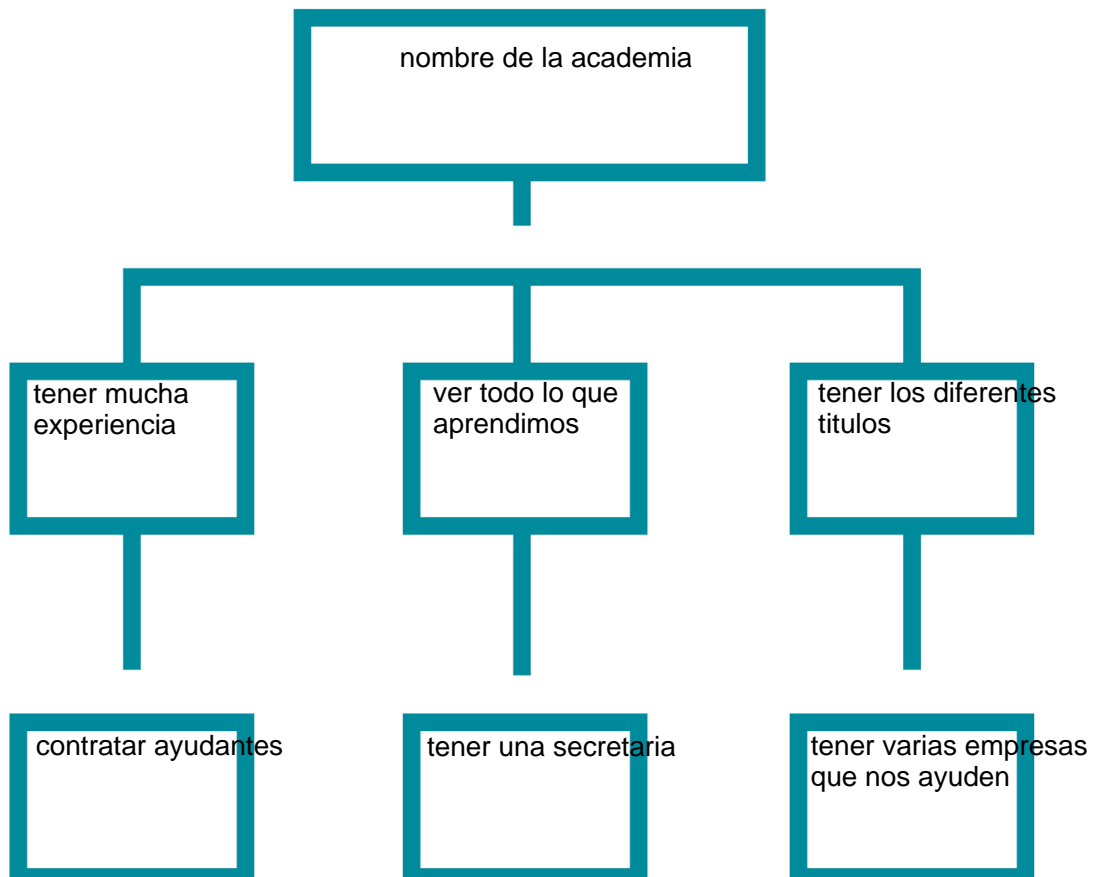 nombre de la academia
tener mucha
experiencia
ver todo lo que
aprendimos
tener los diferentes
titulos
contratar ayudantes
tener una secretaria
tener varias empresas
que nos ayuden